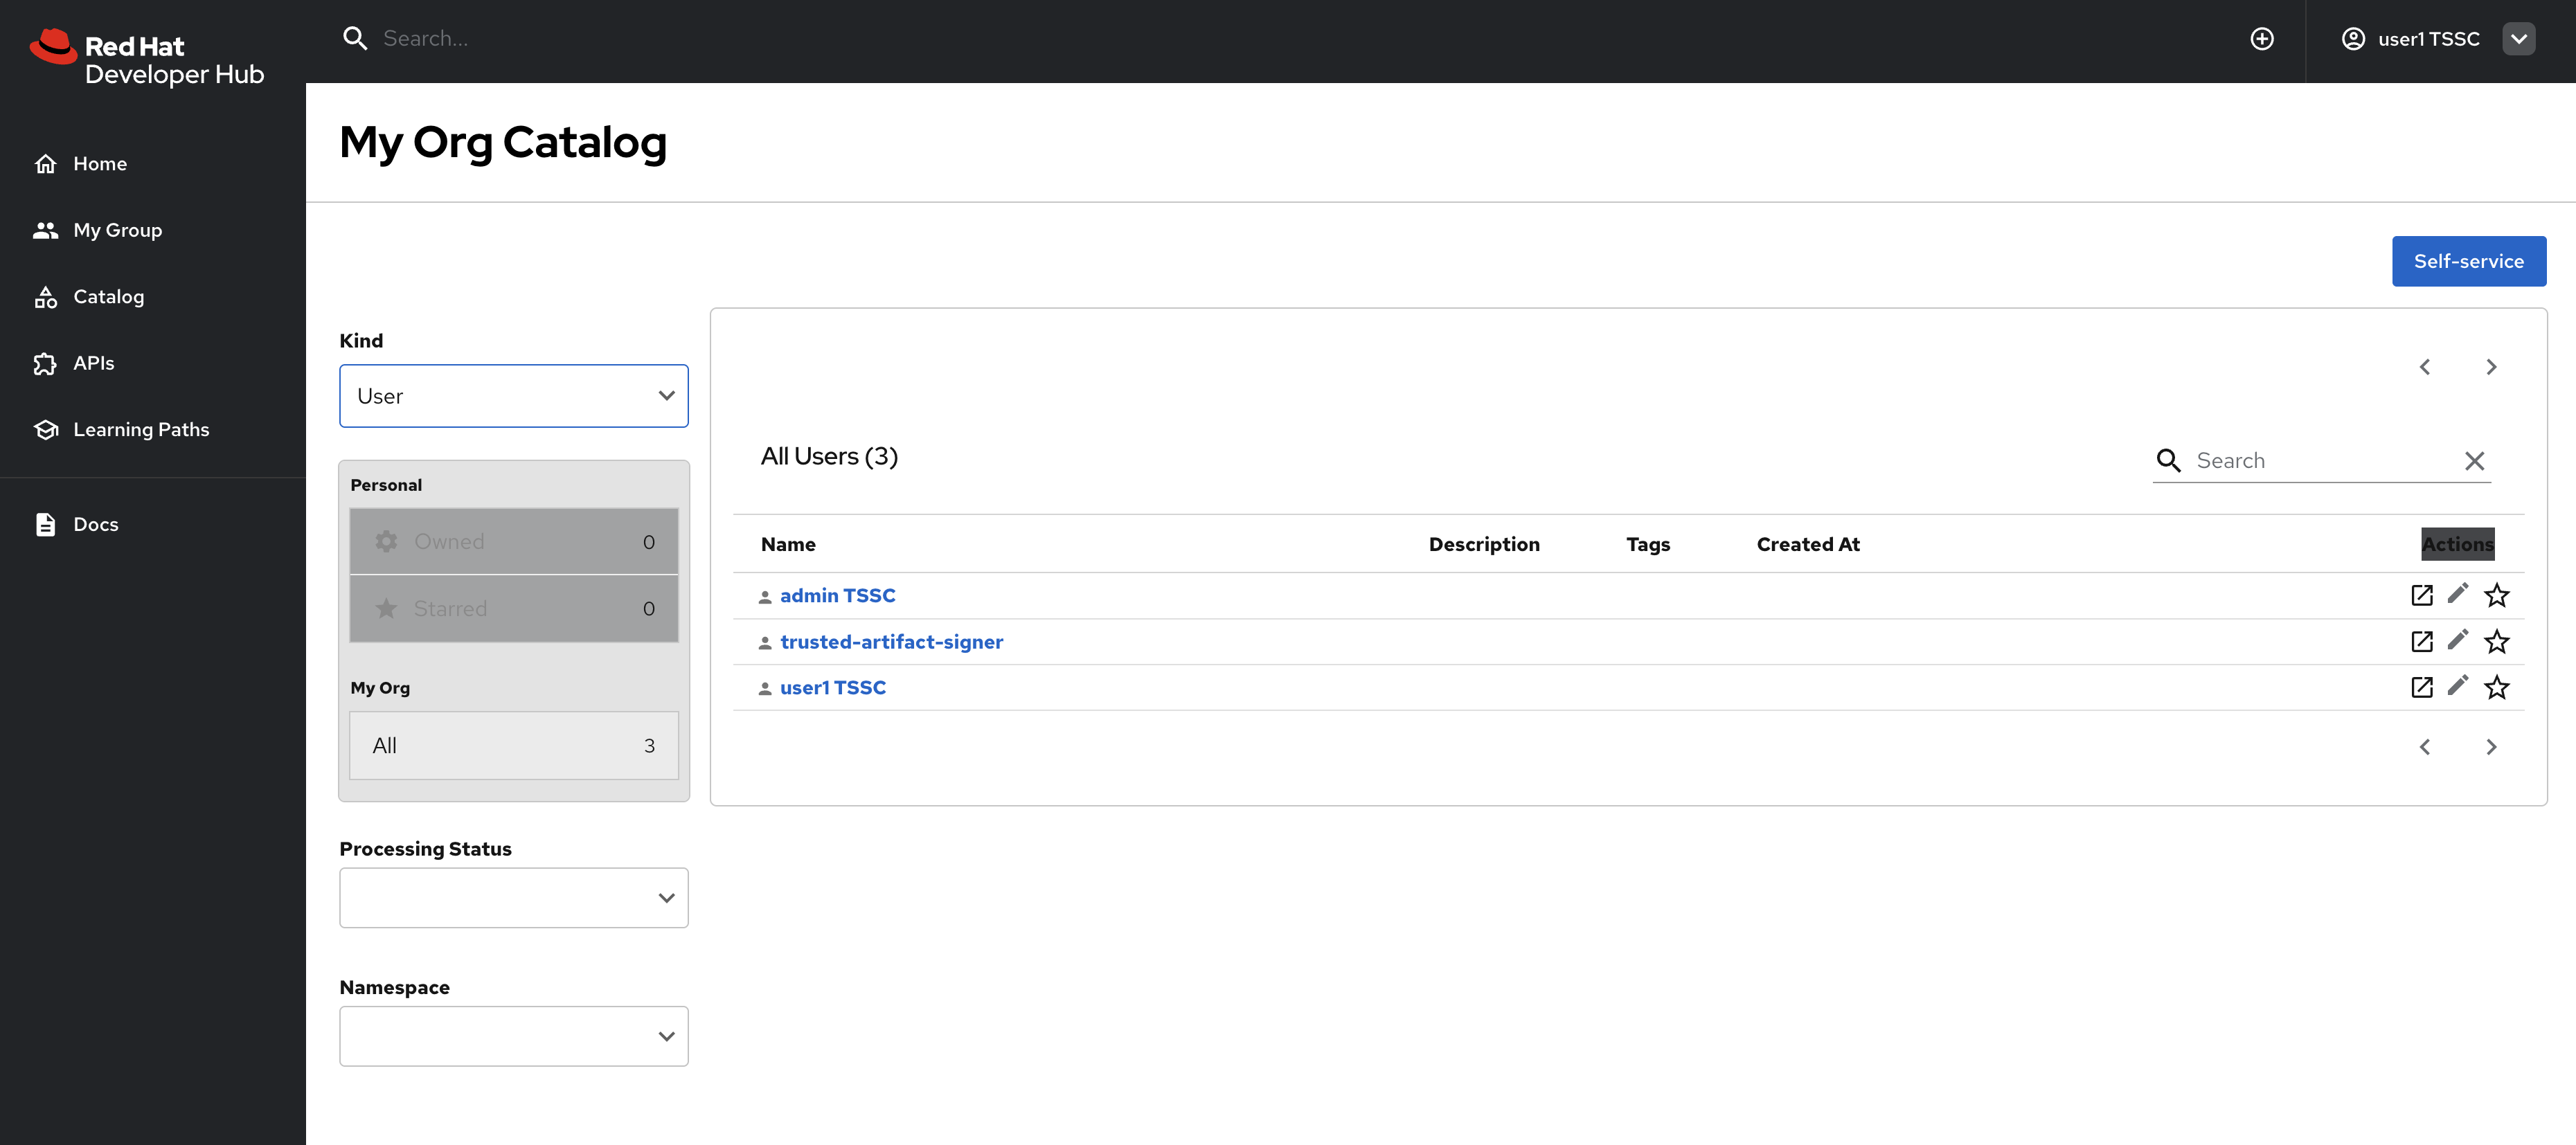 Red Hat
Developer Hub
Search...
user1 TSSC
Home
My Group
Catalog
APIs
Learning Paths
Docs
My Org Catalog
Self-service
Kind
User
Personal
Owned 0
Starred 0
My Org
All 3
Processing Status
Namespace
All Users (3)
Search
Name Description Tags Created At Actions
admin TSSC
trusted-artifact-signer
user1 TSSC